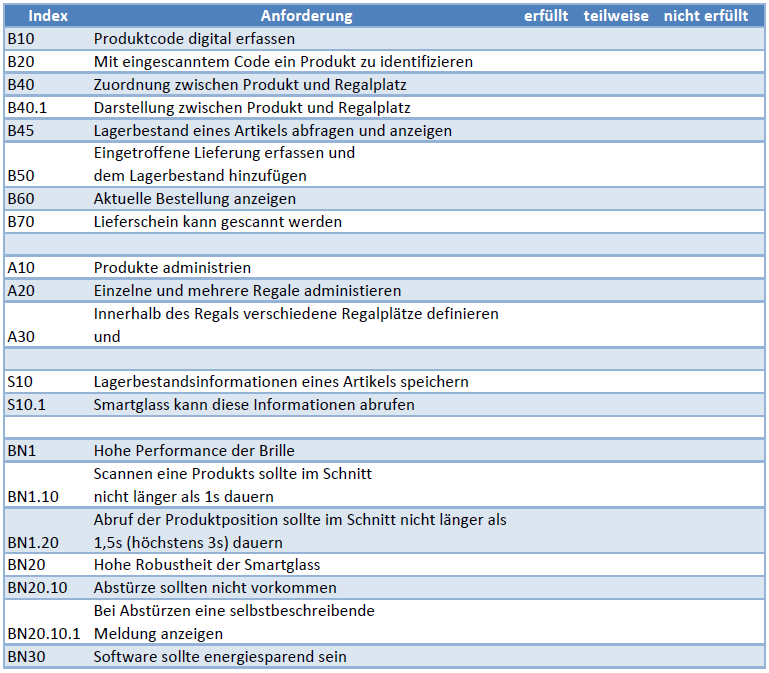 Index Anforderung erfüllt teilweise nicht erfüllt
B10 Produktcode digital erfassen
B20 Mit eingescanntem Code ein Produkt zu identifizieren
B40 Zuordnung zwischen Produkt und Regalplatz
B40.1 Darstellung zwischen Produkt und Regalplatz
B45 Lagerbestand eines Artikels abfragen und anzeigen
Eingetroffene Lieferung erfassen und
B50 dem Lagerbestand hinzufügen
B60 Aktuelle Bestellung anzeigen
B70 Lieferschein kann gescannt werden
A10 Produkte administrien
A20 Einzelne und mehrere Regale administieren
Innerhalb des Regals verschiedene Regalplätze definieren
A30 und
S10 Lagerbestandsinformationen eines Artikels speichern
S10.1 Smartglass kann diese Informationen abrufen
BN1 Hohe Performance der Brille
Scannen eine Produkts sollte im Schnitt
BN1.10 nicht länger als 1s dauern
Abruf der Produktposition sollte im Schnitt nicht länger als
BN1.20 1,5s (höchstens 3s) dauern
BN20 Hohe Robustheit der Smartglass
BN20.10 Abstürze sollten nicht vorkommen
Bei Abstürzen eine selbstbeschreibende
BN20.10.1 Meldung anzeigen
BN30 Software sollte energiesparend sein